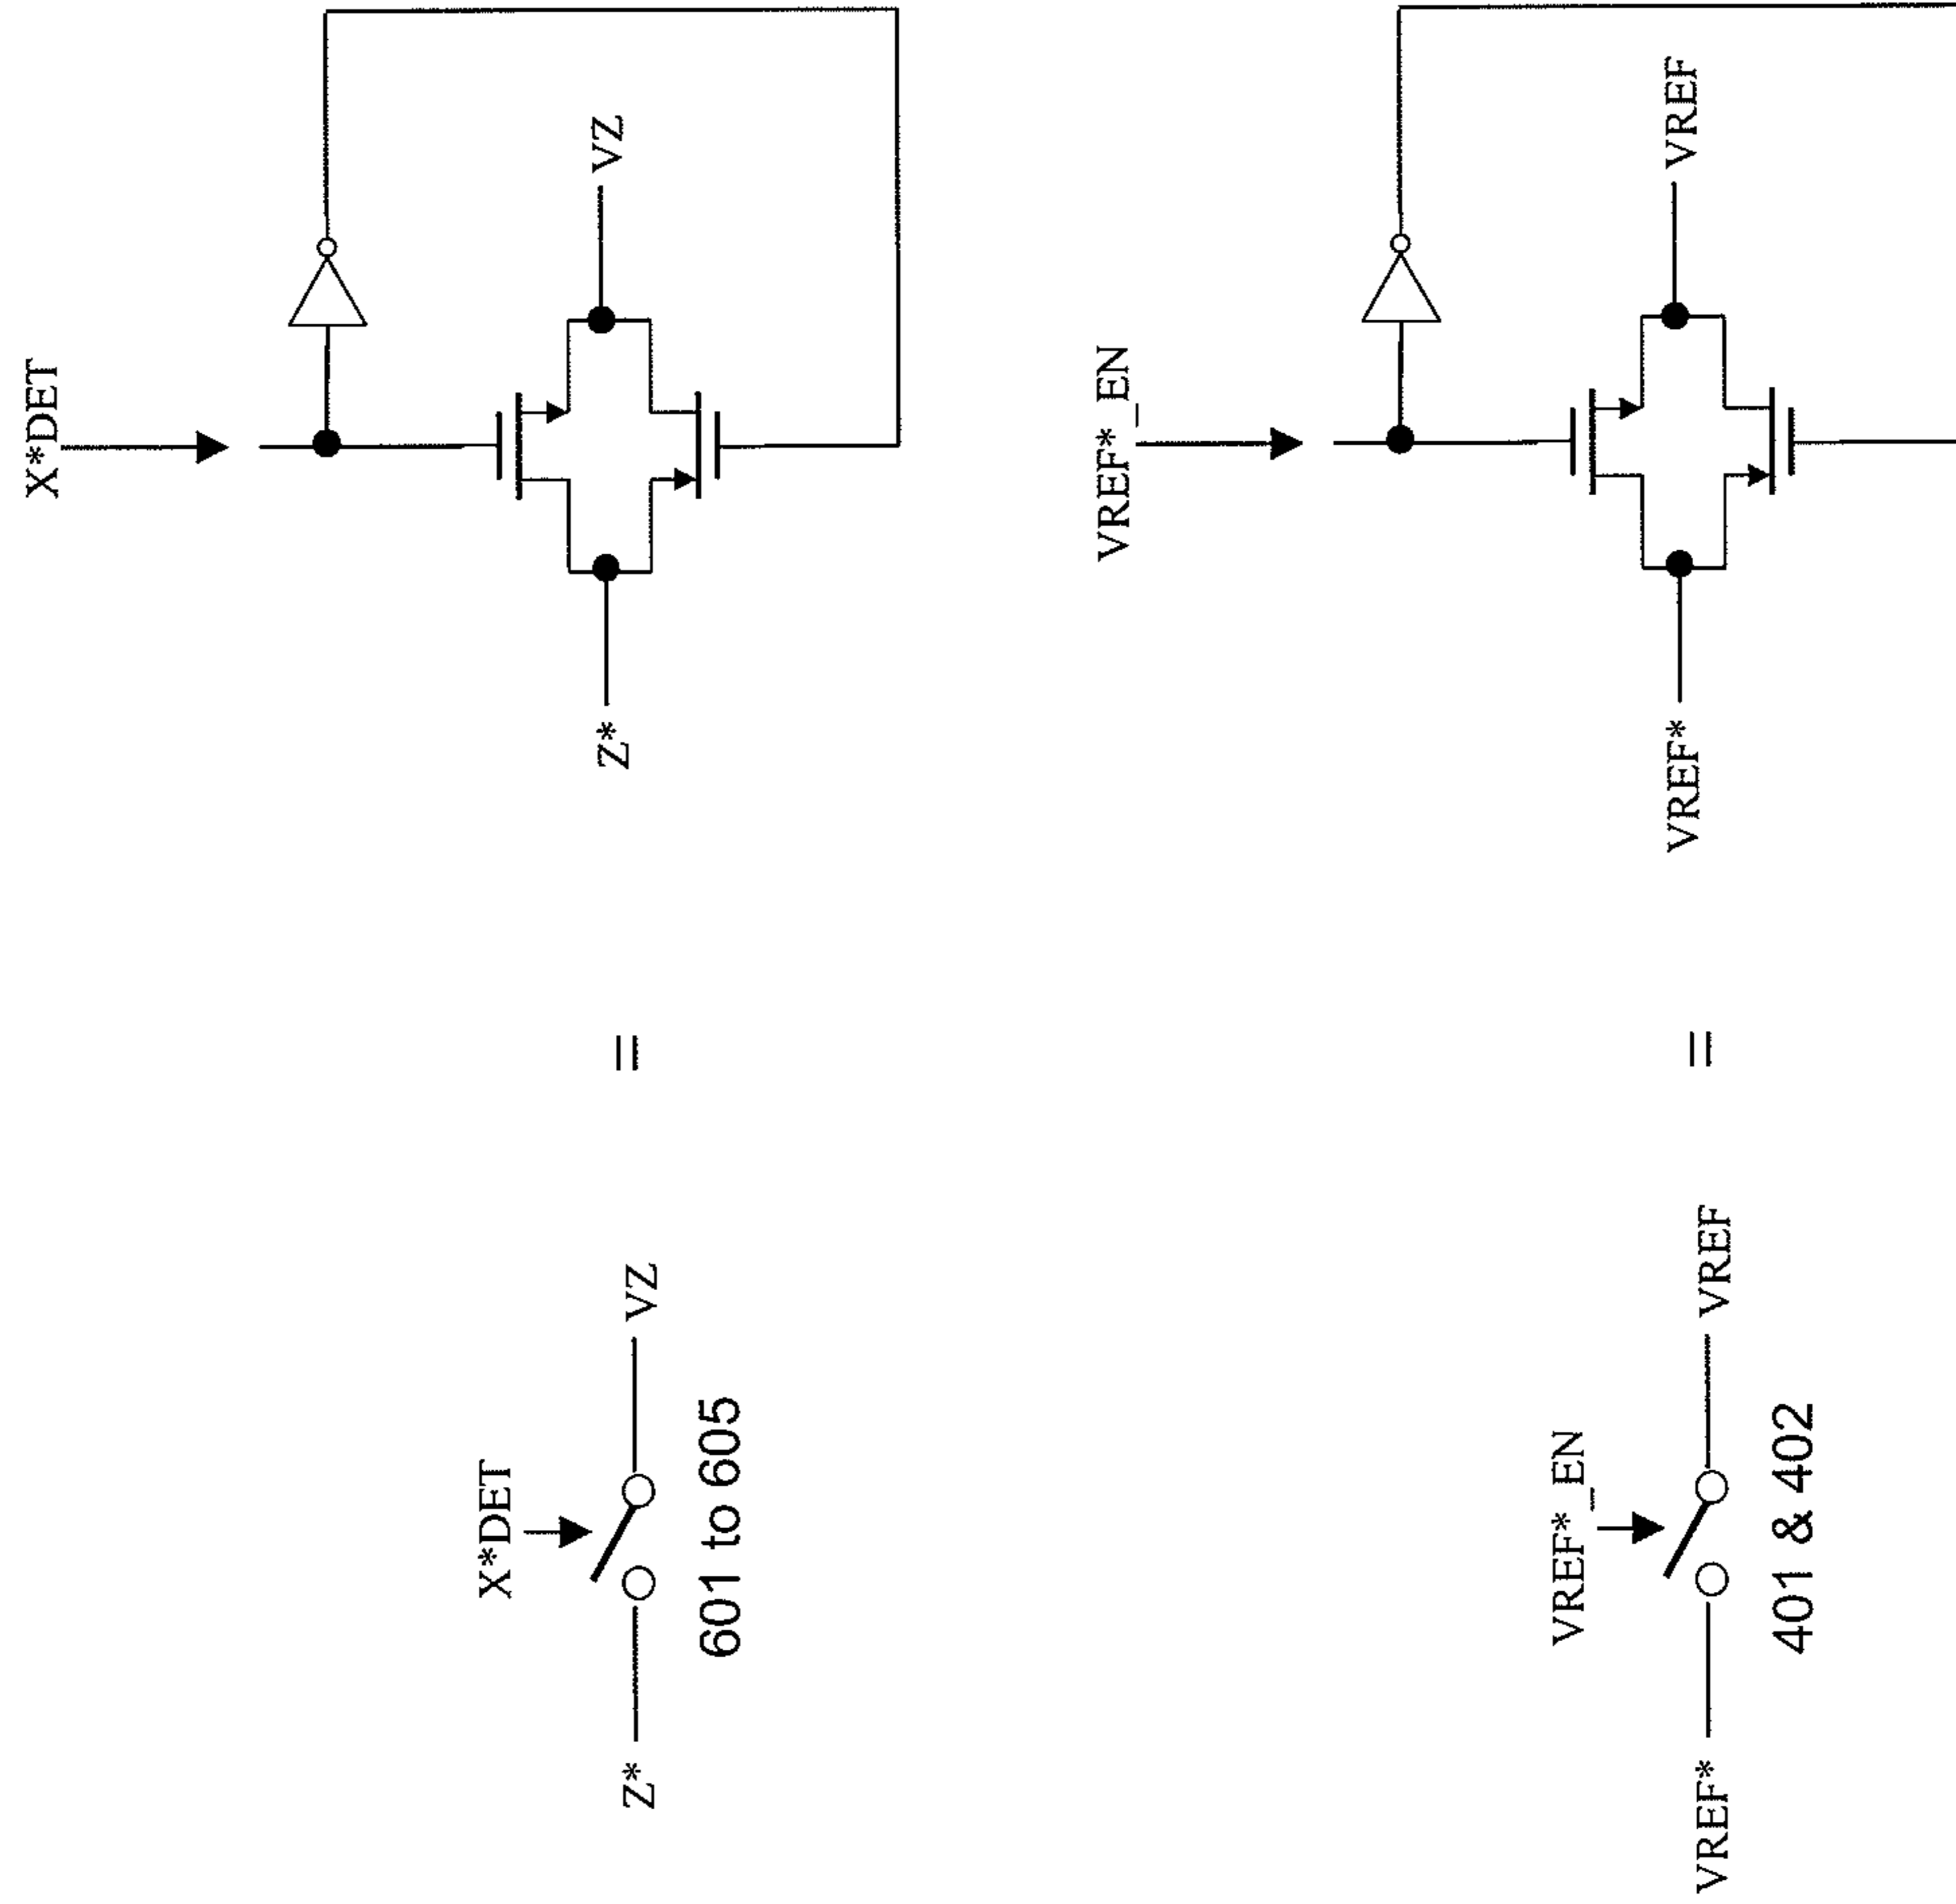 X*DET
Z*
VZ
601 to 605
=
X*DET
Z*
VZ
VREF*_EN
VREF*
VREF
401 & 402
=
VREF*_EN
VREF*
VREF